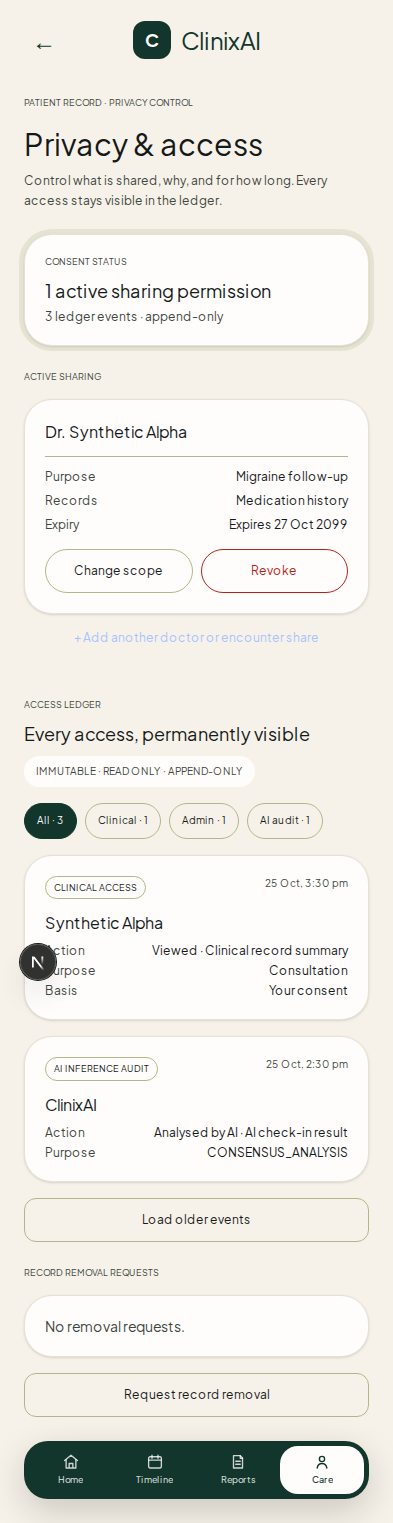 ←
C ClinixAI
PATIENT RECORD · PRIVACY CONTROL
Privacy & access
Control what is shared, why, and for how long. Every
access stays visible in the ledger.
CONSENT STATUS
1 active sharing permission
3 ledger events · append-only
ACTIVE SHARING
Dr. Synthetic Alpha
Purpose Migraine follow-up
Records Medication history
Expiry Expires 27 Oct 2099
Change scope Revoke
+ Add another doctor or encounter share
ACCESS LEDGER
Every access, permanently visible
IMMUTABLE · READ ONLY · APPEND-ONLY
All · 3 Clinical · 1 Admin · 1 AI audit · 1
CLINICAL ACCESS 25 Oct, 3:30 pm
Synthetic Alpha
Action Viewed · Clinical record summary
N
urpose Consultation
Basis Your consent
AI INFERENCE AUDIT 25 Oct, 2:30 pm
ClinixAI
Action Analysed by AI · AI check-in result
Purpose CONSENSUS_ANALYSIS
Load older events
RECORD REMOVAL REQUESTS
No removal requests.
Request record removal
Home Timeline Reports Care